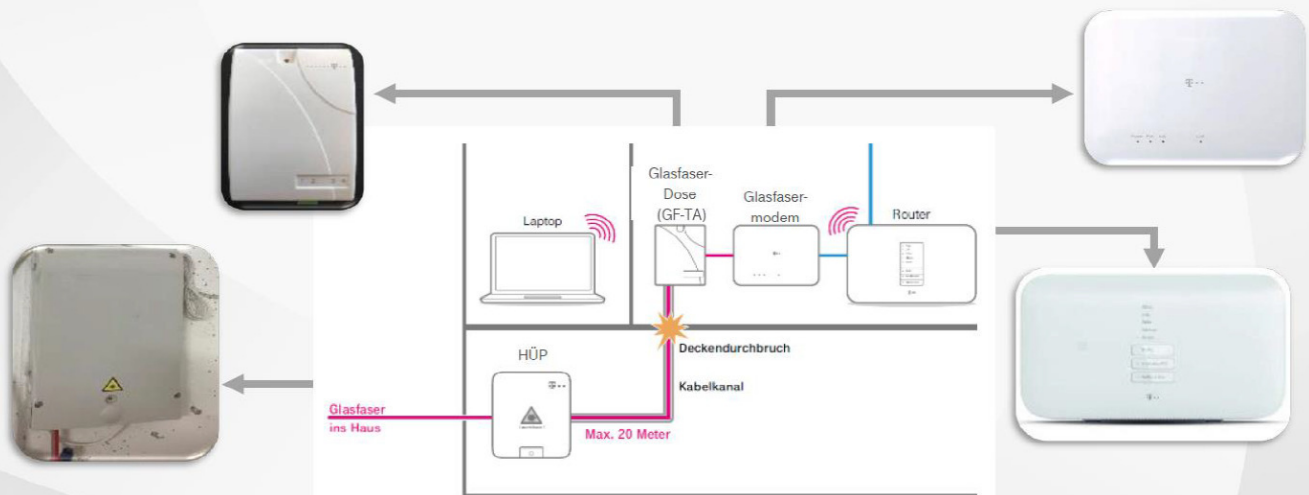 Glasfaser-
Dose
(GF-TA)
Glasfaser-
modem
Router
Laptop
Deckendurchbruch
HÜP
Kabelkanal
Glasfaser
ins Haus
Max. 20 Meter